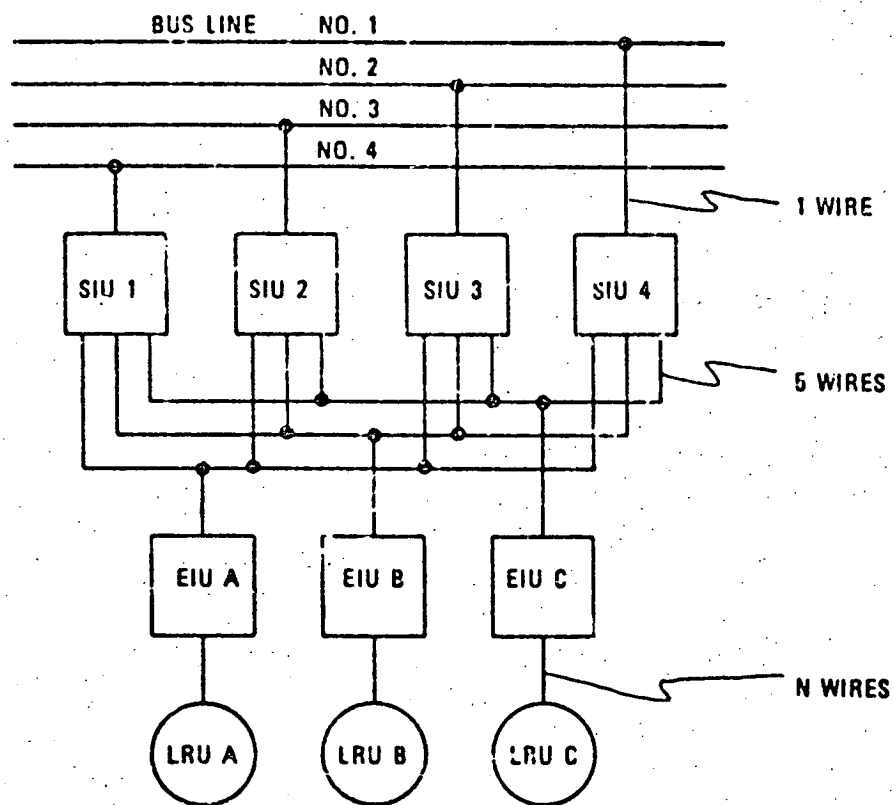 BUS LINE NO. 1
NO. 2
NO. 3
NO. 4
1 WIRE
SIU 1
SIU 2
SIU 3
SIU 4
5 WIRES
EIU A
EIU B
EIU C
N WIRES
LRU A
LRU B
LRU C